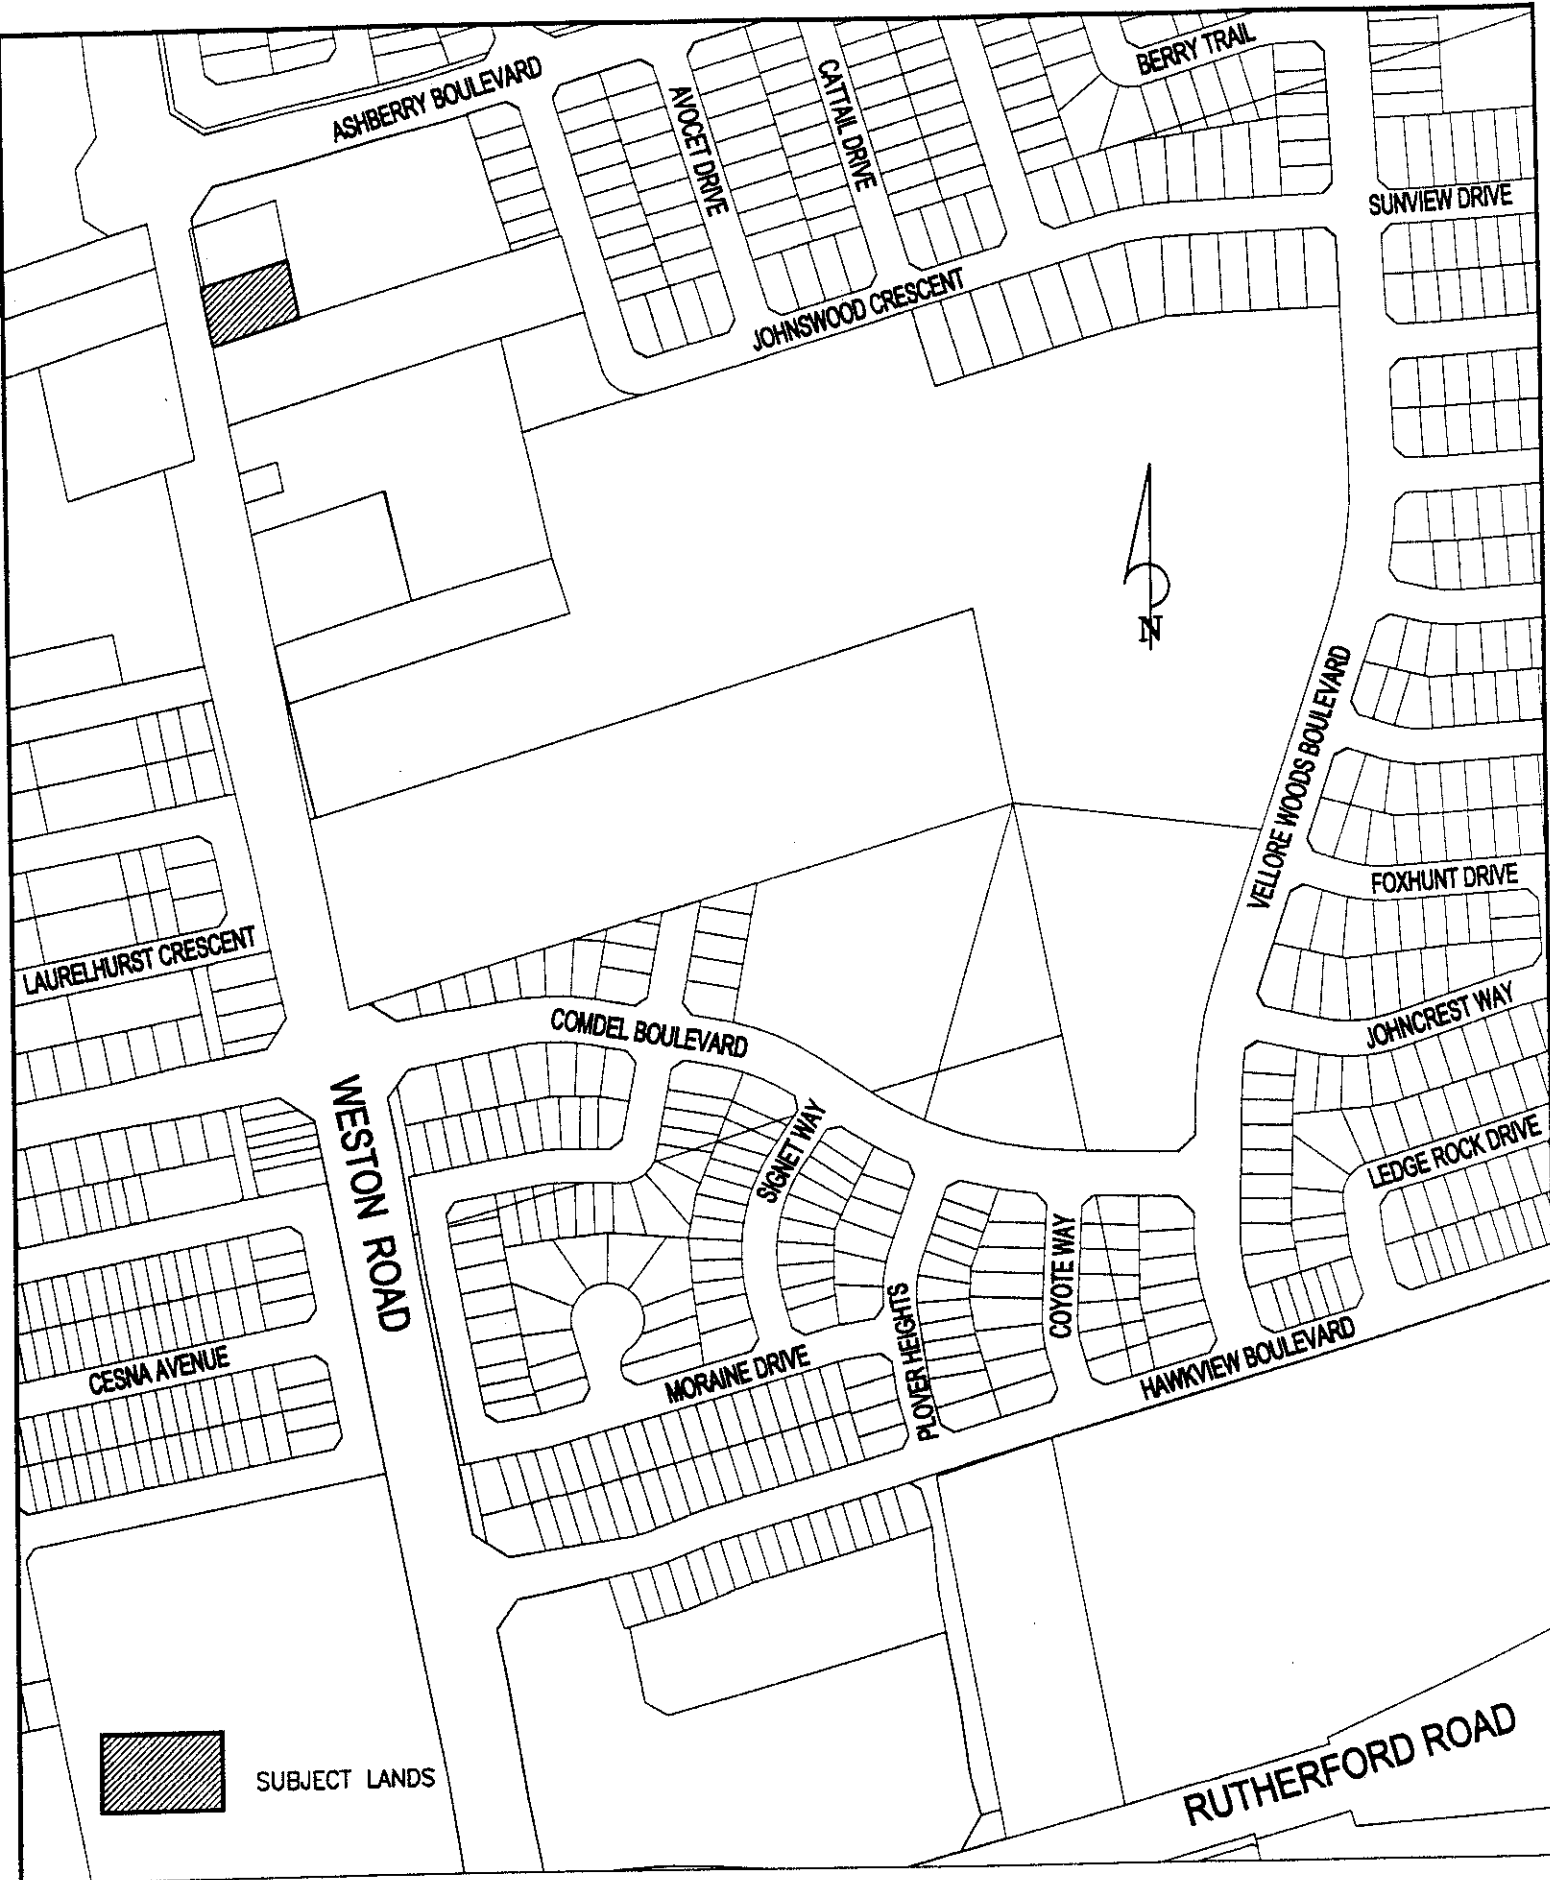 BERRY TRAIL
ASHBERRY BOULEVARD
AVOCET DRIVE
CATTAIL DRIVE
SUNVIEW DRIVE
JOHNSWOOD CRESCENT
N
VELLORE WOODS BOULEVARD
FOXHUNT DRIVE
LAURELHURST CRESCENT
COMDEL BOULEVARD
JOHNCREST WAY
WESTON ROAD
SIGNET WAY
LEDGE ROCK DRIVE
COYOTE WAY
PLOVER HEIGHTS
CESNA AVENUE
MORAINE DRIVE
HAWKVIEW BOULEVARD
SUBJECT LANDS
RUTHERFORD ROAD